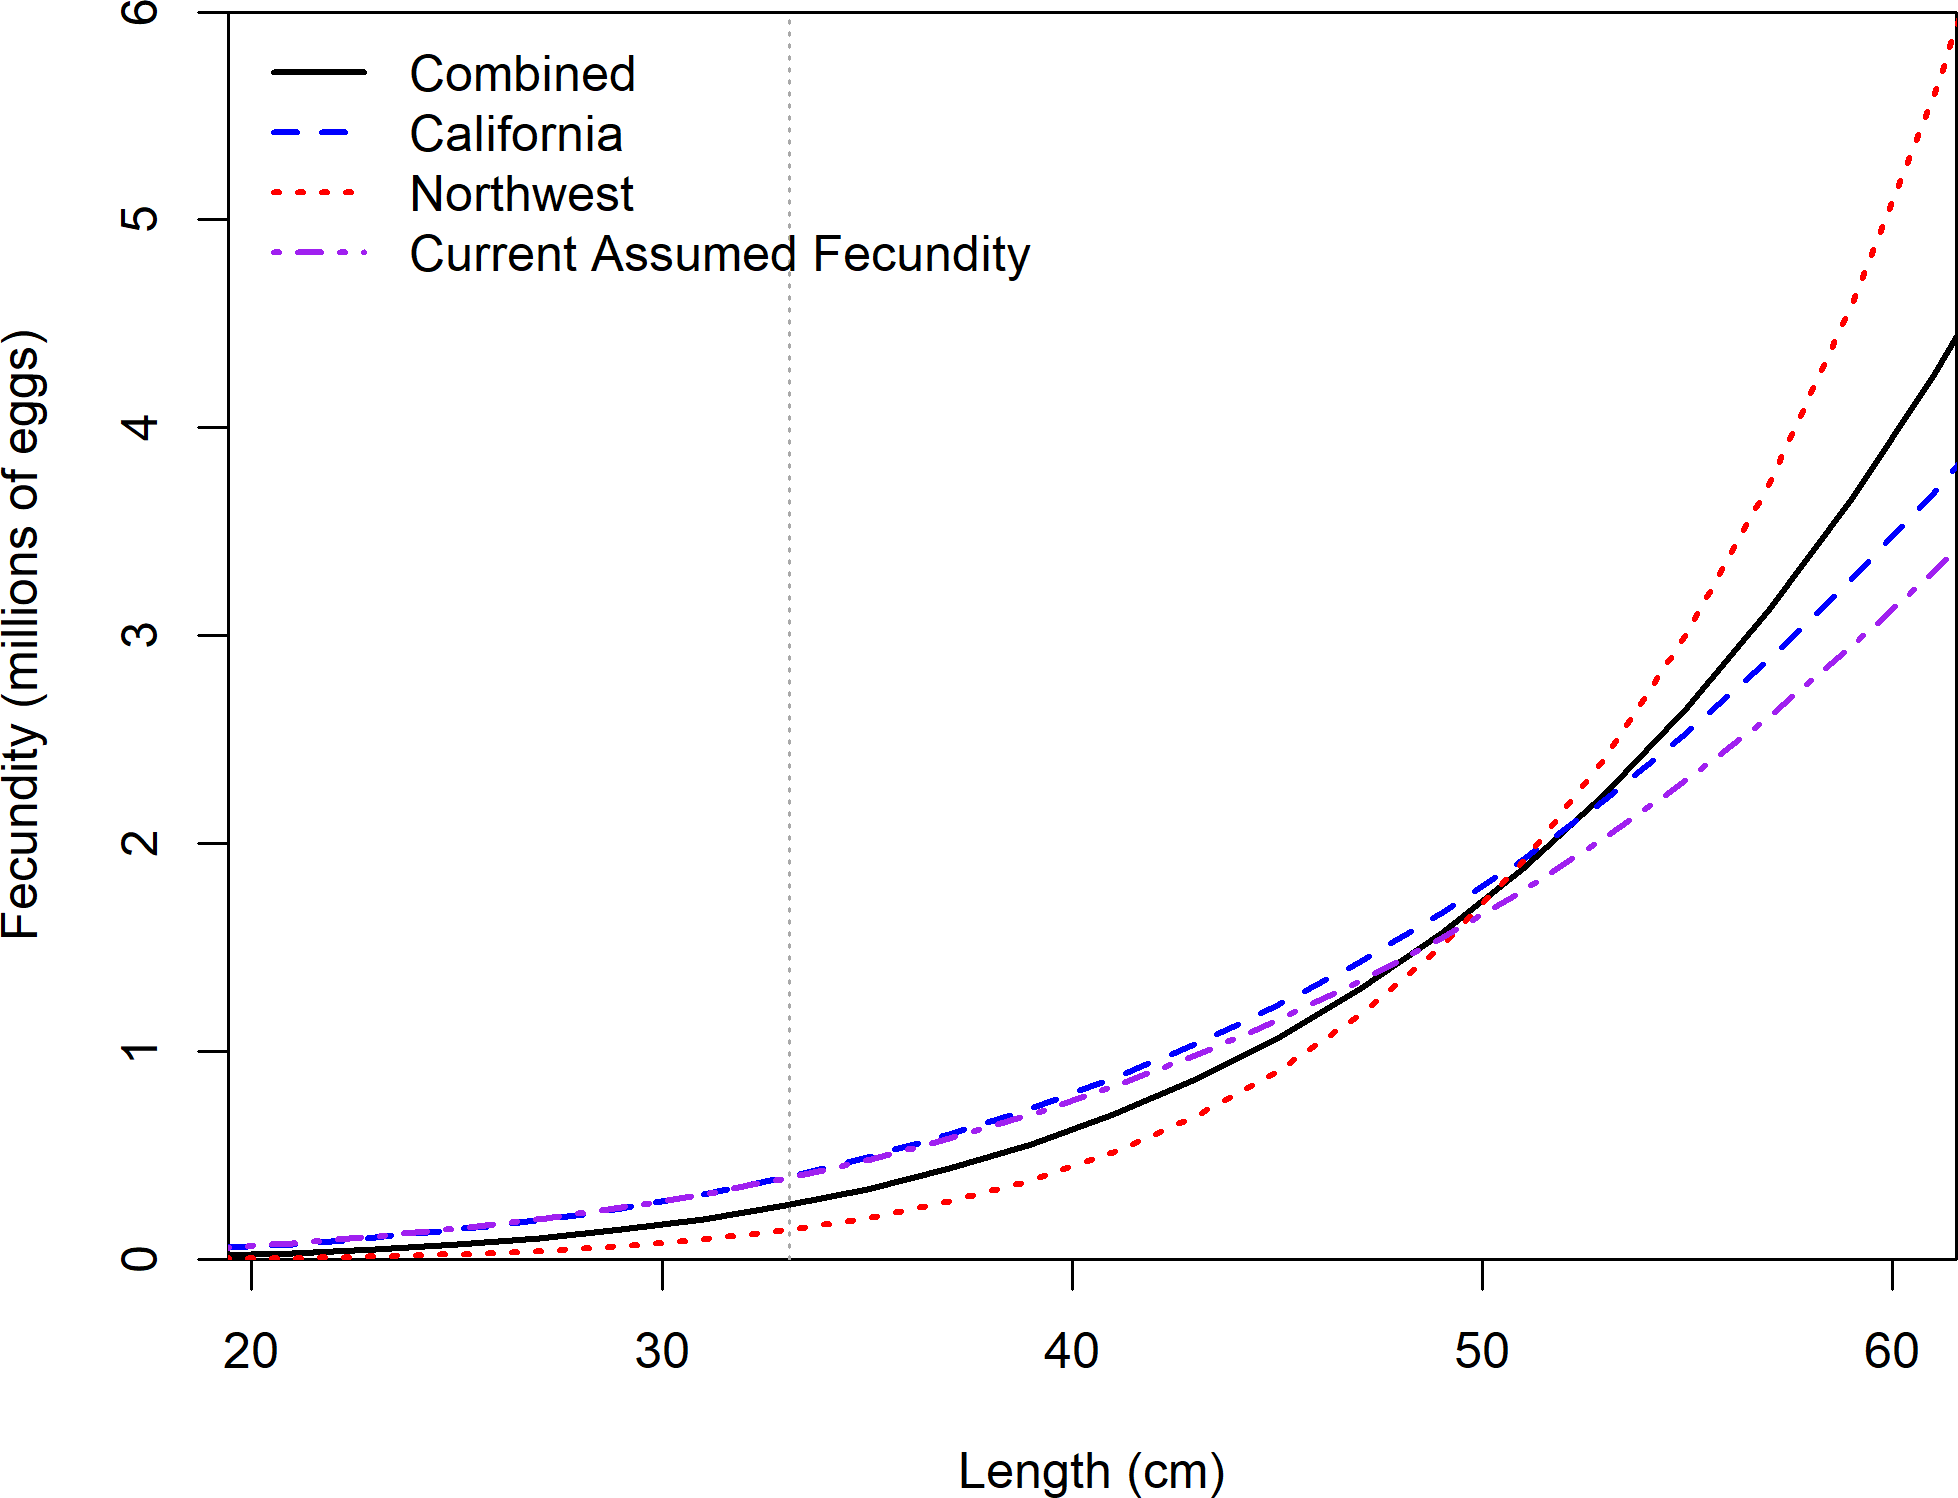 Combined
California
Northwest
Current Assumed Fecundity
Fecundity (millions of eggs)
6
5
4
3
2
1
0
20 30 40 50 60
Length (cm)